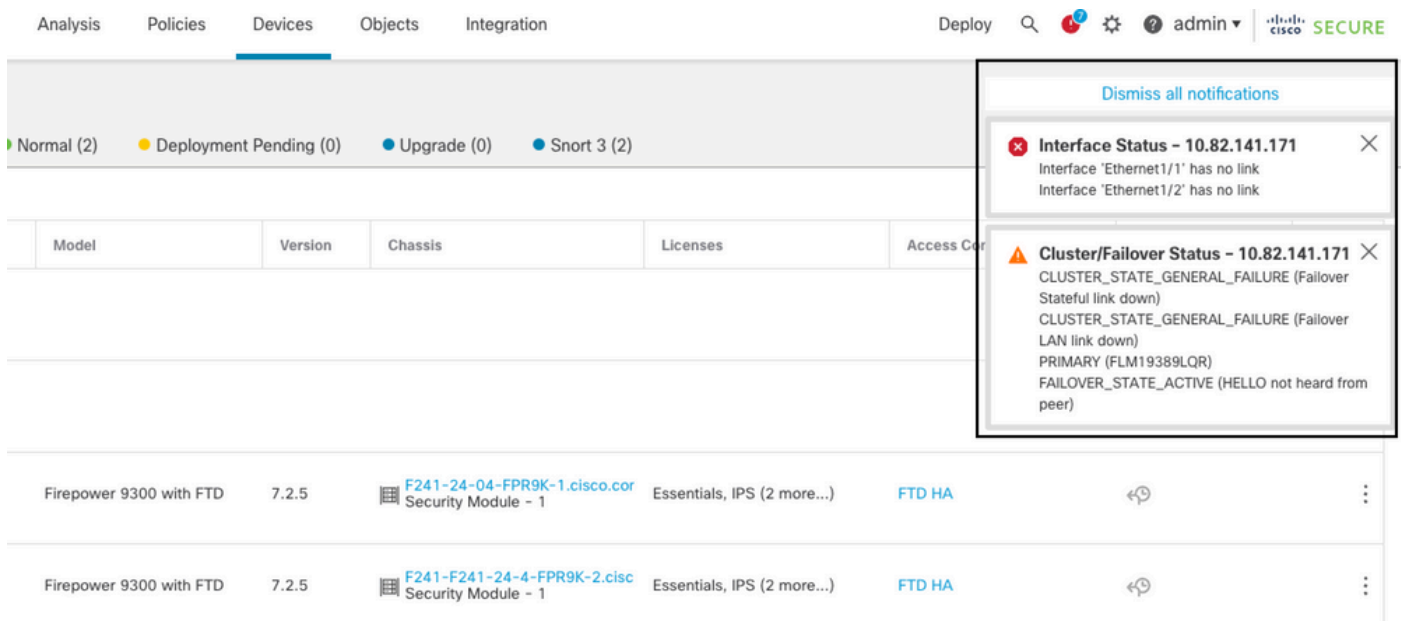 Analysis Policies Devices Objects Integration Deploy 7 admin cisco SECURE
Dismiss all notifications
Normal (2) Deployment Pending (0) Upgrade (0) Snort 3 (2)
Interface Status - 10.82.141.171
Interface 'Ethernet1/1' has no link
Interface 'Ethernet1/2' has no link
Model Version Chassis Licenses
Cluster/Failover Status - 10.82.141.171
CLUSTER_STATE_GENERAL_FAILURE (Failover
Stateful link down)
CLUSTER_STATE_GENERAL_FAILURE (Failover
LAN link down)
PRIMARY (FLM19389LQR)
FAILOVER_STATE_ACTIVE (HELLO not heard from
peer)
Access Con
Firepower 9300 with FTD 7.2.5 F241-24-04-FPR9K-1.cisco.cor Essentials, IPS (2 more...) FTD HA
Security Module - 1
Firepower 9300 with FTD 7.2.5 F241-F241-24-4-FPR9K-2.cisc Essentials, IPS (2 more...) FTD HA
Security Module - 1